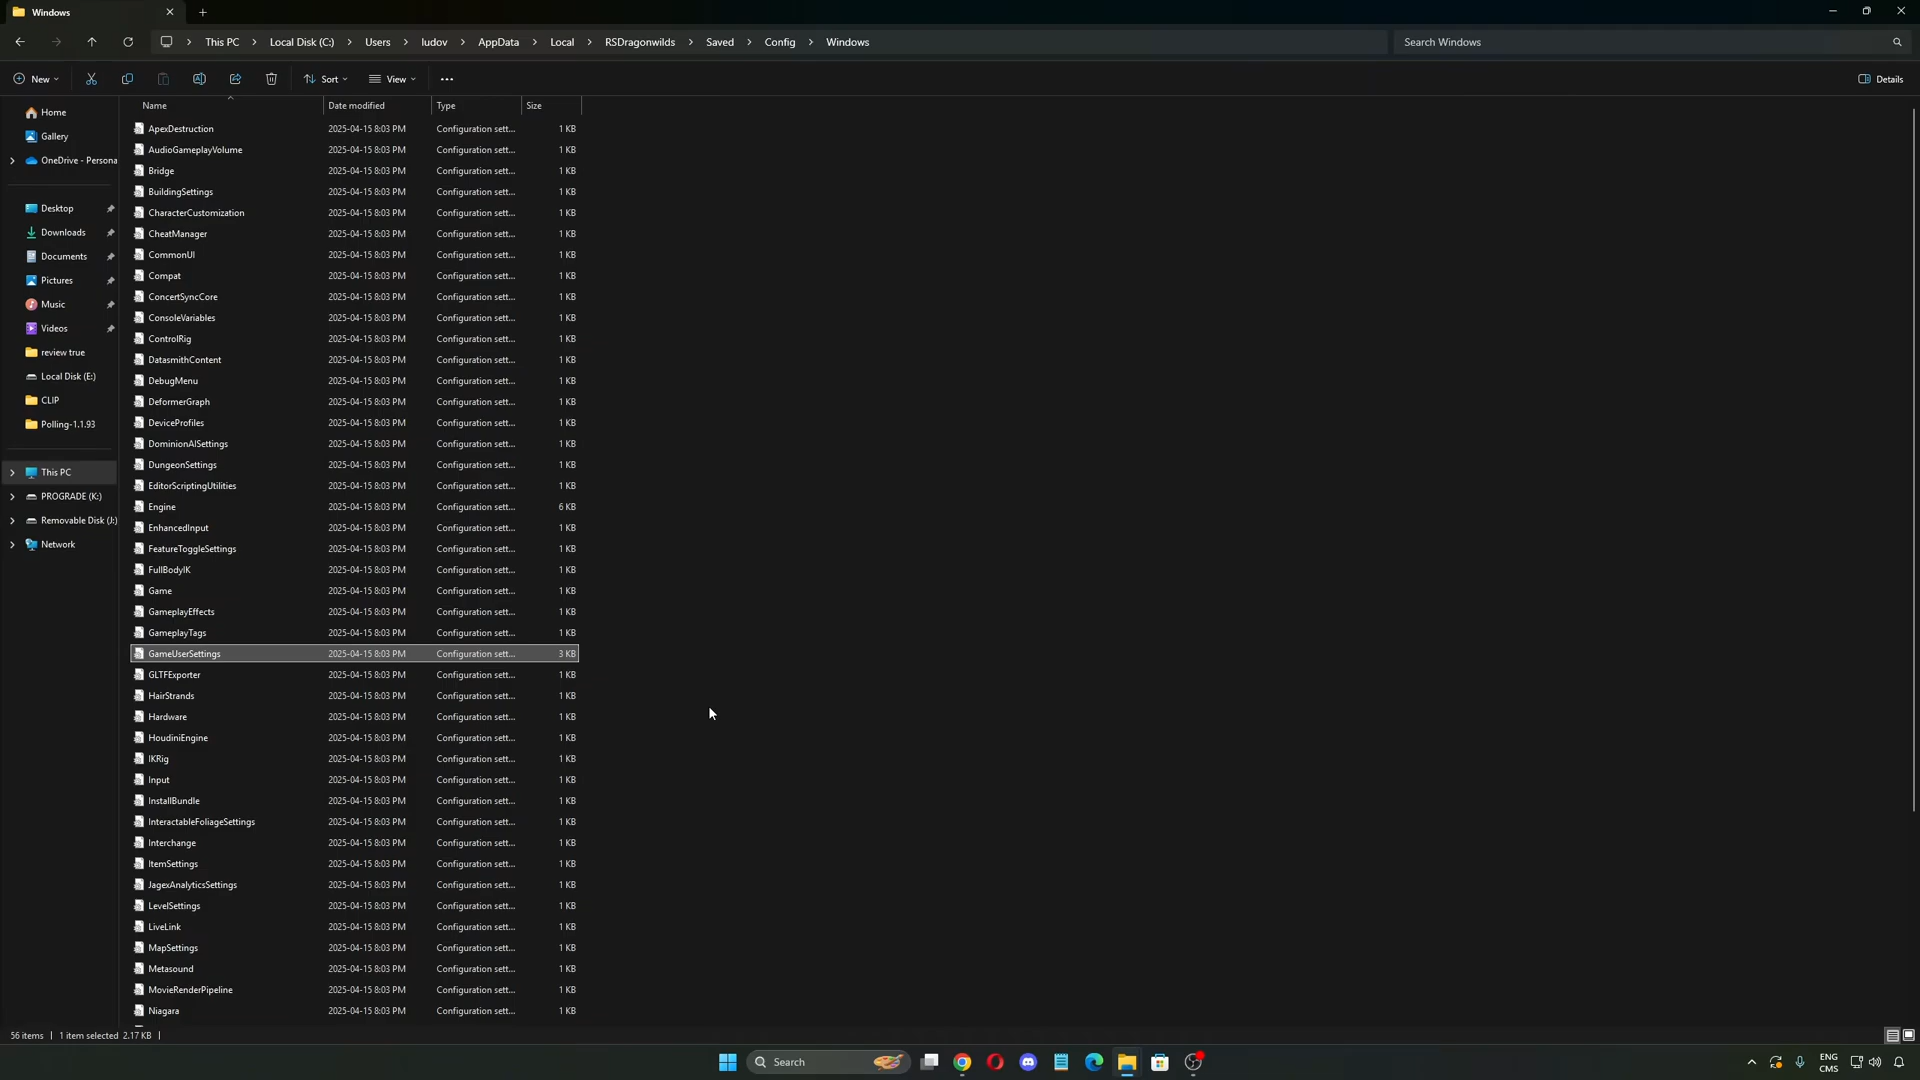 Windows
This PC > Local Disk (C:) > Users > ludov > AppData > Local > RSDragonwilds > Saved > Config > Windows
Search Windows
New
Sort
View
Details
Name Date modified Type Size
Home
Gallery
OneDrive - Persona
Desktop
Downloads
Documents
Pictures
Music
Videos
review true
Local Disk (E:)
CLIP
Polling-1.1.93
This PC
PROGRADE (K:)
Removable Disk (J:)
Network
ApexDestruction 2025-04-15 8:03 PM Configuration sett... 1 KB
AudioGameplayVolume 2025-04-15 8:03 PM Configuration sett... 1 KB
Bridge 2025-04-15 8:03 PM Configuration sett... 1 KB
BuildingSettings 2025-04-15 8:03 PM Configuration sett... 1 KB
CharacterCustomization 2025-04-15 8:03 PM Configuration sett... 1 KB
CheatManager 2025-04-15 8:03 PM Configuration sett... 1 KB
CommonUI 2025-04-15 8:03 PM Configuration sett... 1 KB
Compat 2025-04-15 8:03 PM Configuration sett... 1 KB
ConcertSyncCore 2025-04-15 8:03 PM Configuration sett... 1 KB
ConsoleVariables 2025-04-15 8:03 PM Configuration sett... 1 KB
ControlRig 2025-04-15 8:03 PM Configuration sett... 1 KB
DatasmithContent 2025-04-15 8:03 PM Configuration sett... 1 KB
DebugMenu 2025-04-15 8:03 PM Configuration sett... 1 KB
DeformerGraph 2025-04-15 8:03 PM Configuration sett... 1 KB
DeviceProfiles 2025-04-15 8:03 PM Configuration sett... 1 KB
DominionAISettings 2025-04-15 8:03 PM Configuration sett... 1 KB
DungeonSettings 2025-04-15 8:03 PM Configuration sett... 1 KB
EditorScriptingUtilities 2025-04-15 8:03 PM Configuration sett... 1 KB
Engine 2025-04-15 8:03 PM Configuration sett... 6 KB
EnhancedInput 2025-04-15 8:03 PM Configuration sett... 1 KB
FeatureToggleSettings 2025-04-15 8:03 PM Configuration sett... 1 KB
FullBodyIK 2025-04-15 8:03 PM Configuration sett... 1 KB
Game 2025-04-15 8:03 PM Configuration sett... 1 KB
GameplayEffects 2025-04-15 8:03 PM Configuration sett... 1 KB
GameplayTags 2025-04-15 8:03 PM Configuration sett... 1 KB
GameUserSettings 2025-04-15 8:03 PM Configuration sett... 3 KB
GLTFExporter 2025-04-15 8:03 PM Configuration sett... 1 KB
HairStrands 2025-04-15 8:03 PM Configuration sett... 1 KB
Hardware 2025-04-15 8:03 PM Configuration sett... 1 KB
HoudiniEngine 2025-04-15 8:03 PM Configuration sett... 1 KB
IKRig 2025-04-15 8:03 PM Configuration sett... 1 KB
Input 2025-04-15 8:03 PM Configuration sett... 1 KB
InstallBundle 2025-04-15 8:03 PM Configuration sett... 1 KB
InteractableFoliageSettings 2025-04-15 8:03 PM Configuration sett... 1 KB
Interchange 2025-04-15 8:03 PM Configuration sett... 1 KB
ItemSettings 2025-04-15 8:03 PM Configuration sett... 1 KB
JagexAnalyticsSettings 2025-04-15 8:03 PM Configuration sett... 1 KB
LevelSettings 2025-04-15 8:03 PM Configuration sett... 1 KB
LiveLink 2025-04-15 8:03 PM Configuration sett... 1 KB
MapSettings 2025-04-15 8:03 PM Configuration sett... 1 KB
Metasound 2025-04-15 8:03 PM Configuration sett... 1 KB
MovieRenderPipeline 2025-04-15 8:03 PM Configuration sett... 1 KB
Niagara 2025-04-15 8:03 PM Configuration sett... 1 KB
56 items | 1 item selected 2.17 KB |
Search
ENG
CMS